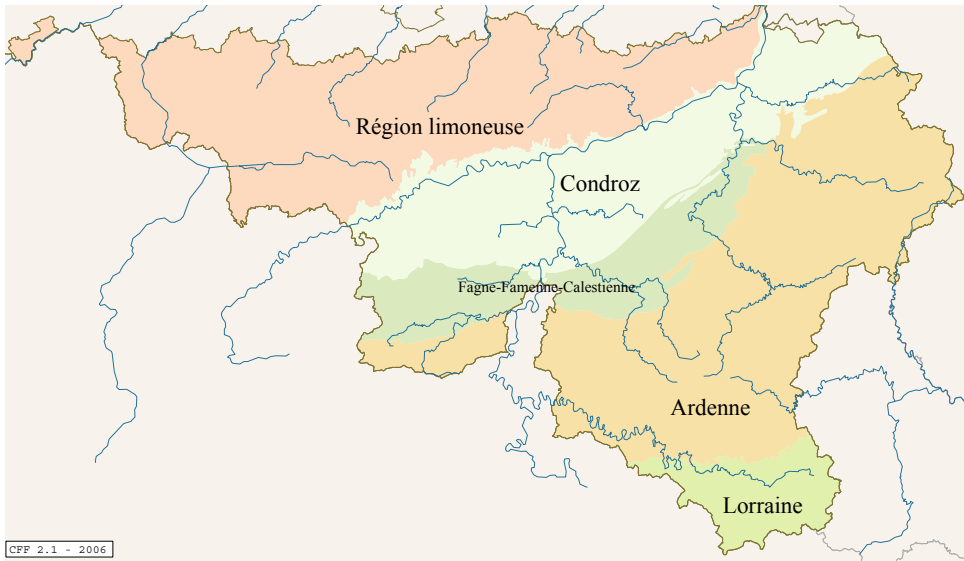 Région limoneuse
Condroz
Fagne-Famenne-Calestienne
Ardenne
Lorraine
CFF 2.1 - 2006